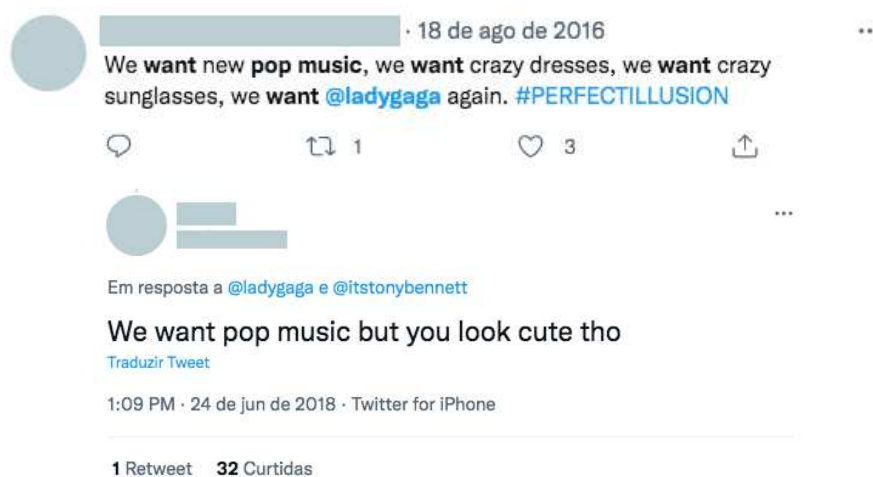 · 18 de ago de 2016
We want new pop music, we want crazy dresses, we want crazy
sunglasses, we want @ladygaga again. #PERFECTILLUSION
1 3
Em resposta a @ladygaga e @itstonybennett
We want pop music but you look cute tho
Traduzir Tweet
1:09 PM · 24 de jun de 2018 · Twitter for iPhone
1 Retweet 32 Curtidas